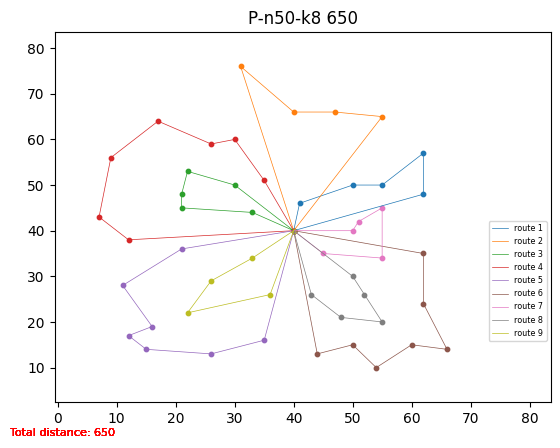 P-n50-k8 650
80
70
60
50
40
30
20
10
0 10 20 30 40 50 60 70 80
route 1
route 2
route 3
route 4
route 5
route 6
route 7
route 8
route 9
Total distance: 650